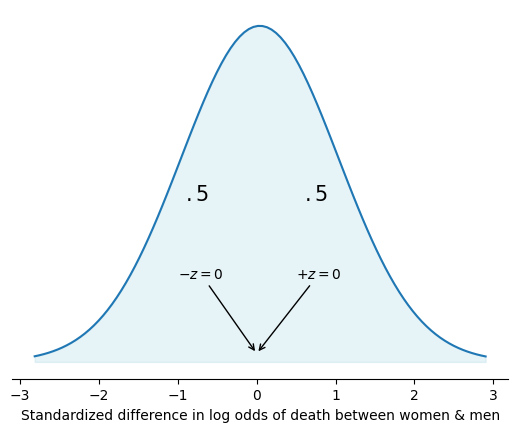 .5 .5
−z = 0 +z = 0
−3 −2 −1 0 1 2 3
Standardized difference in log odds of death between women & men